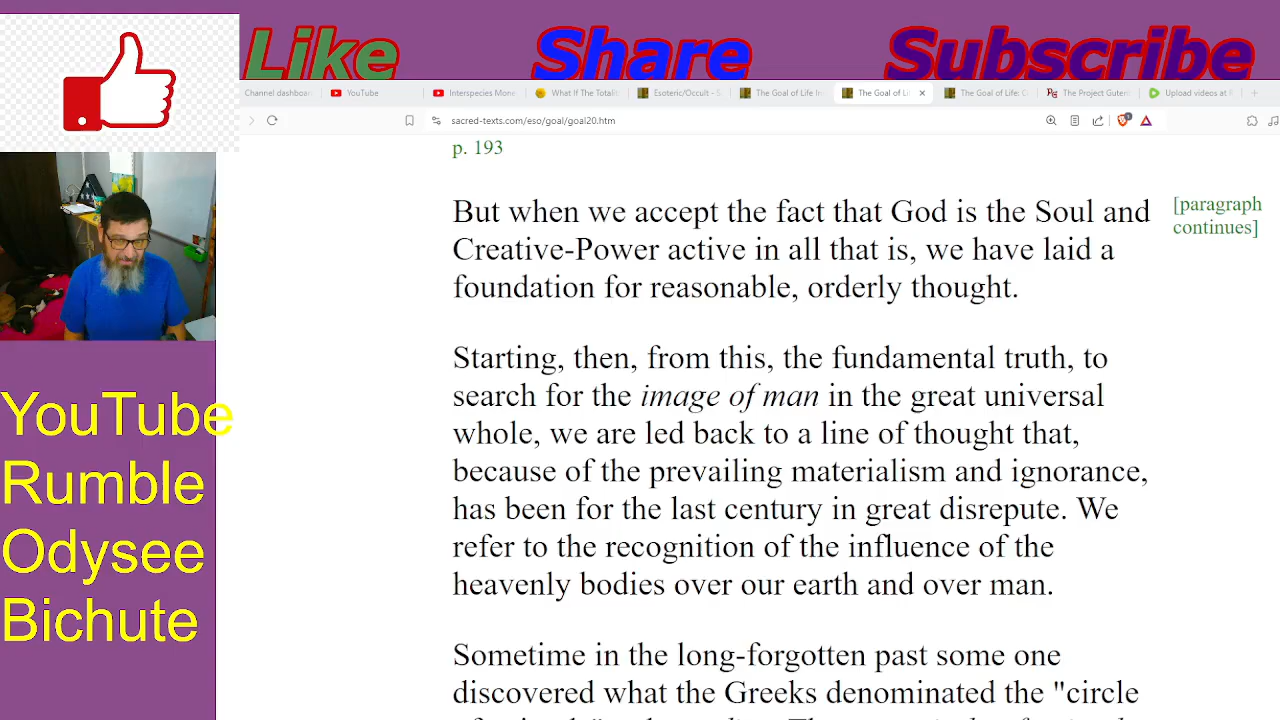 Like Share Subscribe
Channel dashboard YouTube Interspecies Mone What If The Totali Esoteric/Occult - S The Goal of Life In The Goal of Li The Goal of Life: C The Project Guten Upload videos at R
sacred-texts.com/eso/goal/goal20.htm
p. 193
But when we accept the fact that God is the Soul and
Creative-Power active in all that is, we have laid a
foundation for reasonable, orderly thought.
[paragraph
continues]
Starting, then, from this, the fundamental truth, to
search for the image of man in the great universal
whole, we are led back to a line of thought that,
because of the prevailing materialism and ignorance,
has been for the last century in great disrepute. We
refer to the recognition of the influence of the
heavenly bodies over our earth and over man.
Sometime in the long-forgotten past some one
discovered what the Greeks denominated the "circle
YouTube
Rumble
Odysee
Bichute